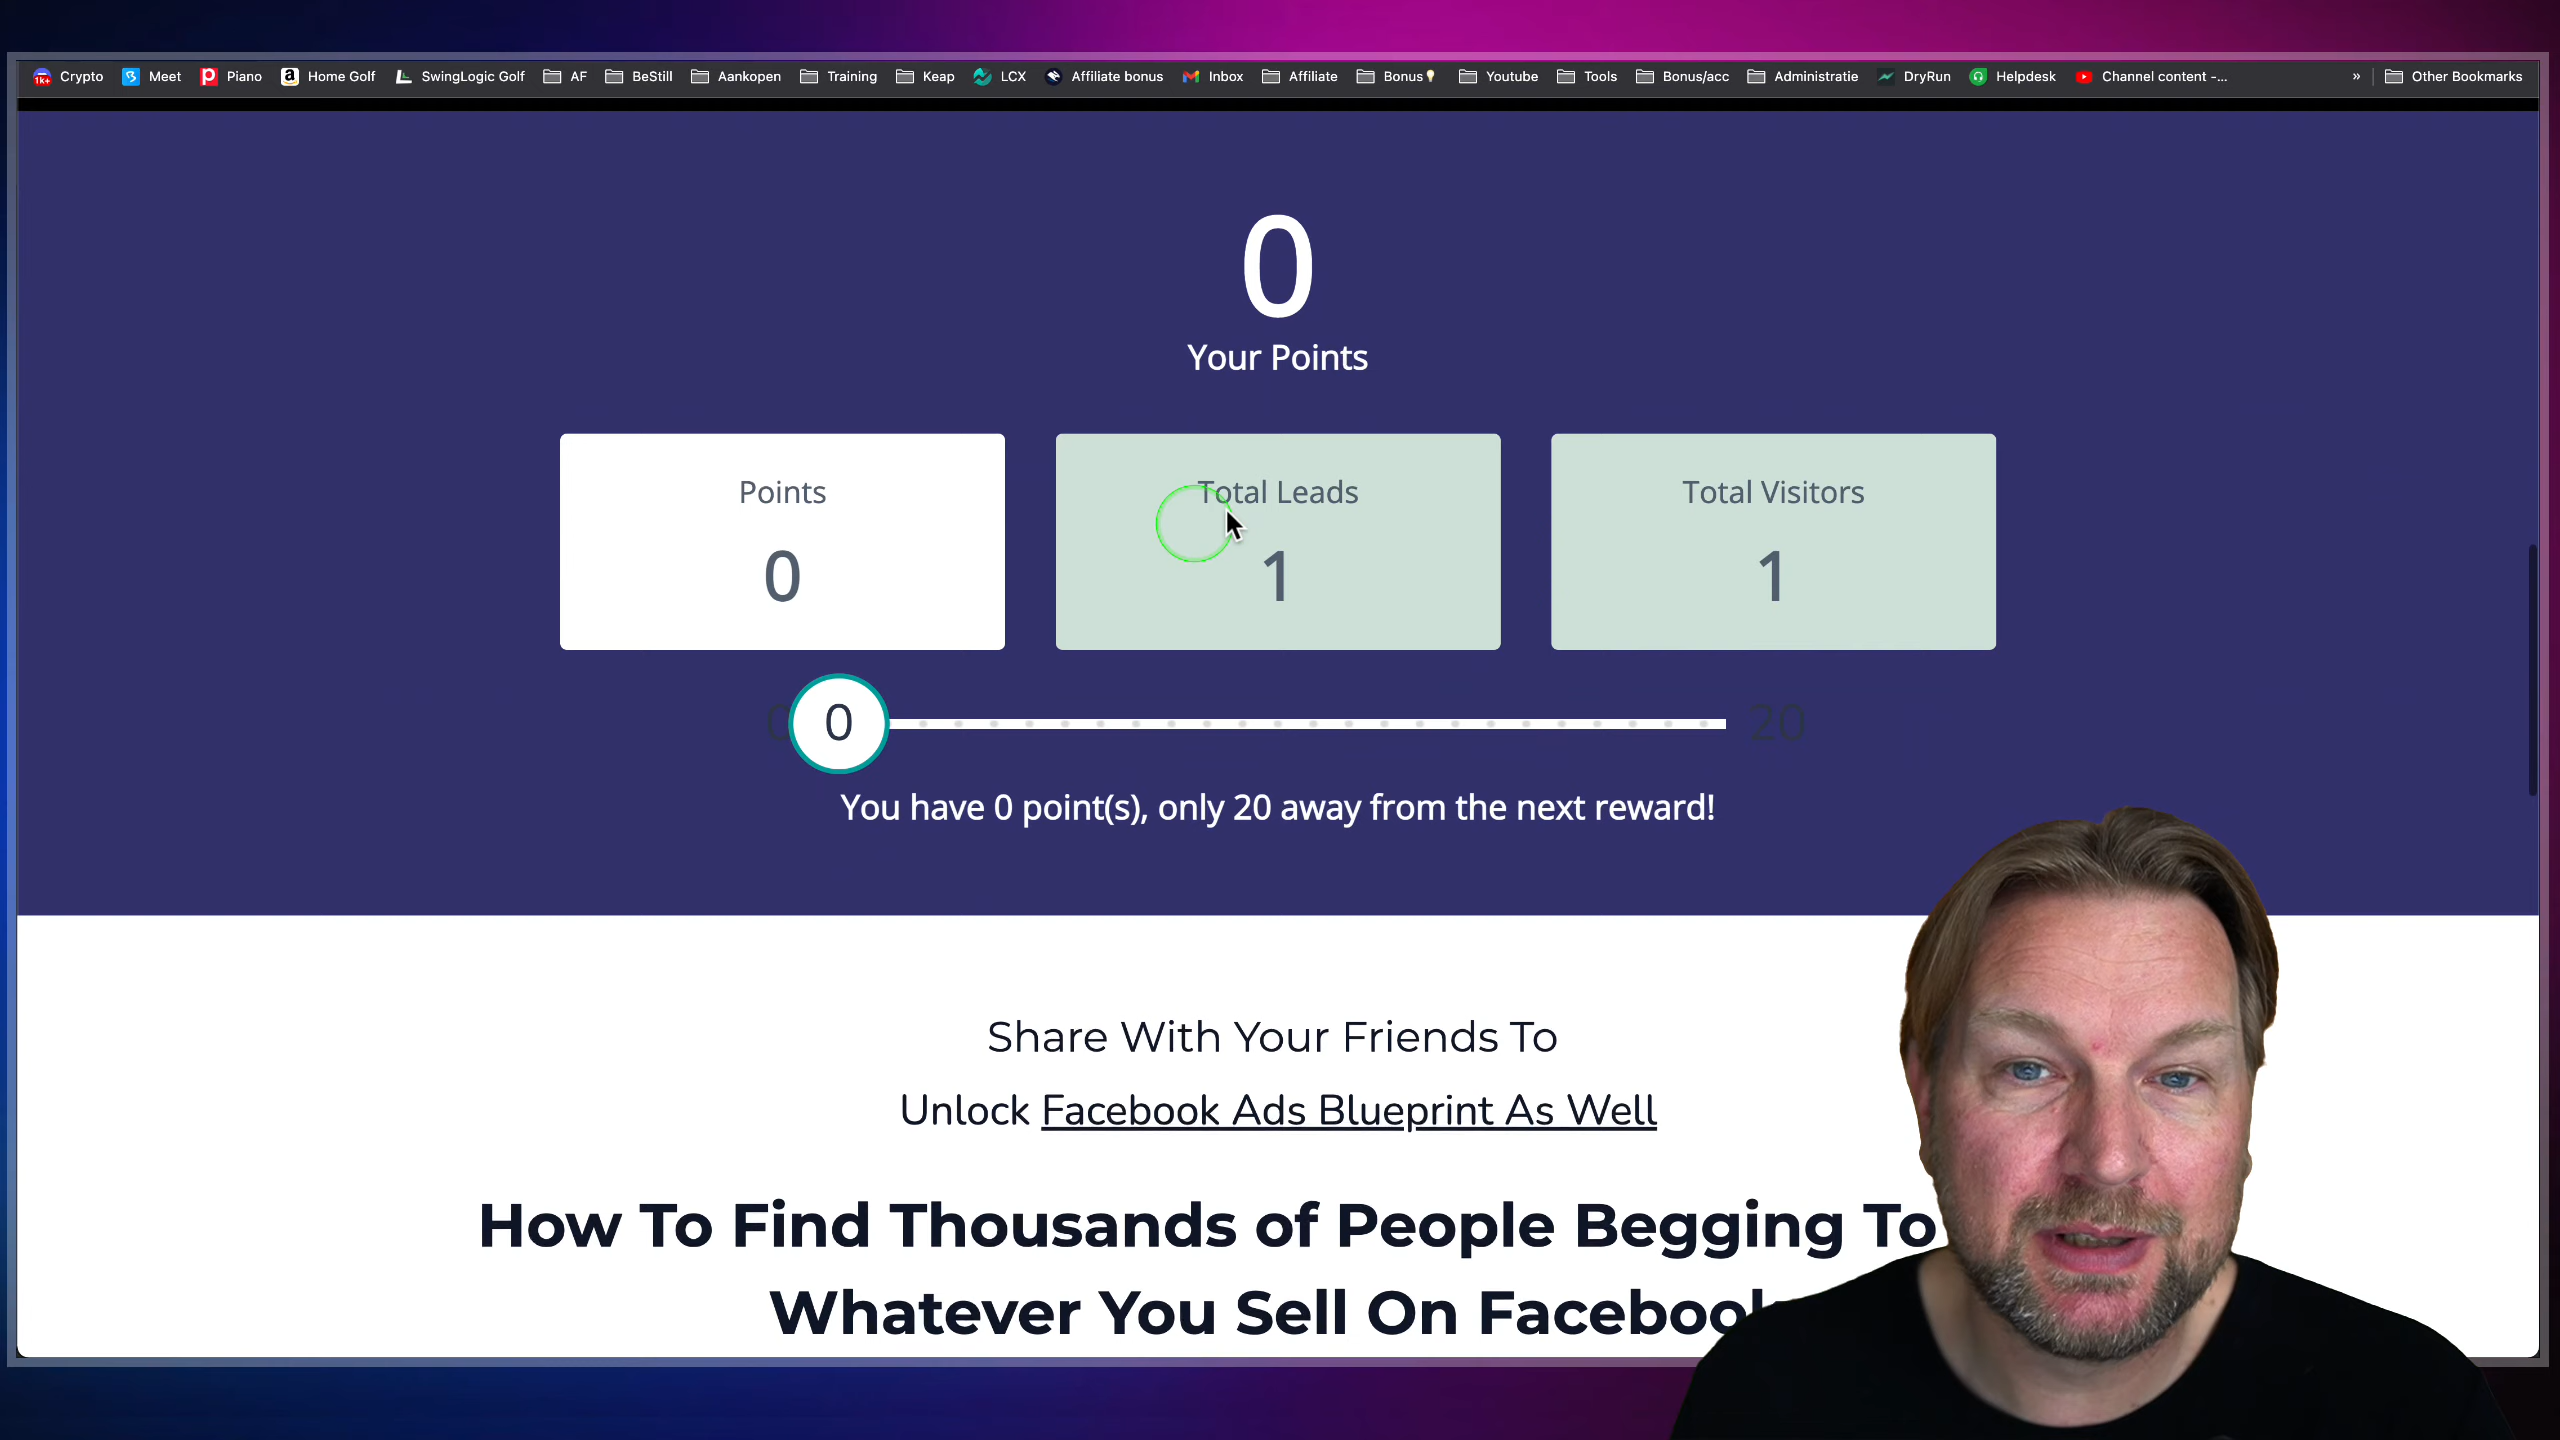 Crypto Meet Piano Home Golf SwingLogic Golf AF BeStill Aankopen Training Keap LCX Affiliate bonus Inbox Affiliate Bonus Youtube Tools Bonus/acc Administratie DryRun Helpdesk Channel content -... » Other Bookmarks
0
Your Points
Points Total Leads Total Visitors
0 1 1
0 0 20
You have 0 point(s), only 20 away from the next reward!
Share With Your Friends To
Unlock Facebook Ads Blueprint As Well
How To Find Thousands of People Begging To
Whatever You Sell On Facebook